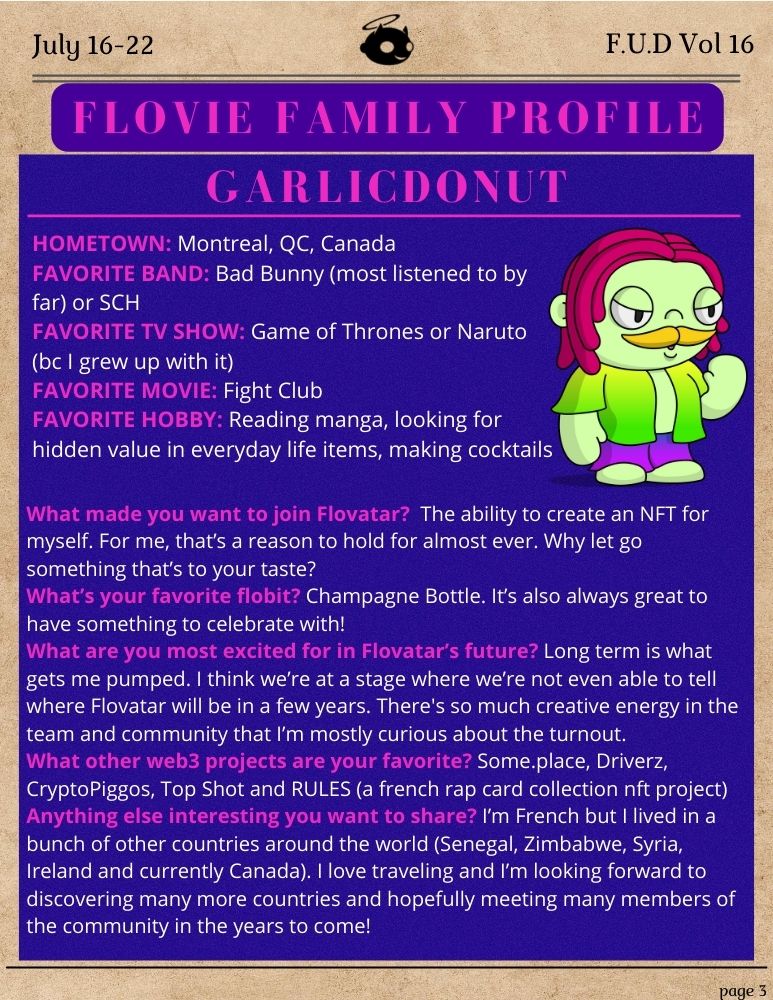 July 16-22
F.U.D Vol 16
FLOVIE FAMILY PROFILE
GARLICDONUT
HOMETOWN: Montreal, QC, Canada
FAVORITE BAND: Bad Bunny (most listened to by
far) or SCH
FAVORITE TV SHOW: Game of Thrones or Naruto
(bc I grew up with it)
FAVORITE MOVIE: Fight Club
FAVORITE HOBBY: Reading manga, looking for
hidden value in everyday life items, making cocktails
What made you want to join Flovatar? The ability to create an NFT for
myself. For me, that’s a reason to hold for almost ever. Why let go
something that’s to your taste?
What’s your favorite flobit? Champagne Bottle. It’s also always great to
have something to celebrate with!
What are you most excited for in Flovatar’s future? Long term is what
gets me pumped. I think we’re at a stage where we’re not even able to tell
where Flovatar will be in a few years. There's so much creative energy in the
team and community that I’m mostly curious about the turnout.
What other web3 projects are your favorite? Some.place, Driverz,
CryptoPiggos, Top Shot and RULES (a french rap card collection nft project)
Anything else interesting you want to share? I’m French but I lived in a
bunch of other countries around the world (Senegal, Zimbabwe, Syria,
Ireland and currently Canada). I love traveling and I’m looking forward to
discovering many more countries and hopefully meeting many members of
the community in the years to come!
page 3